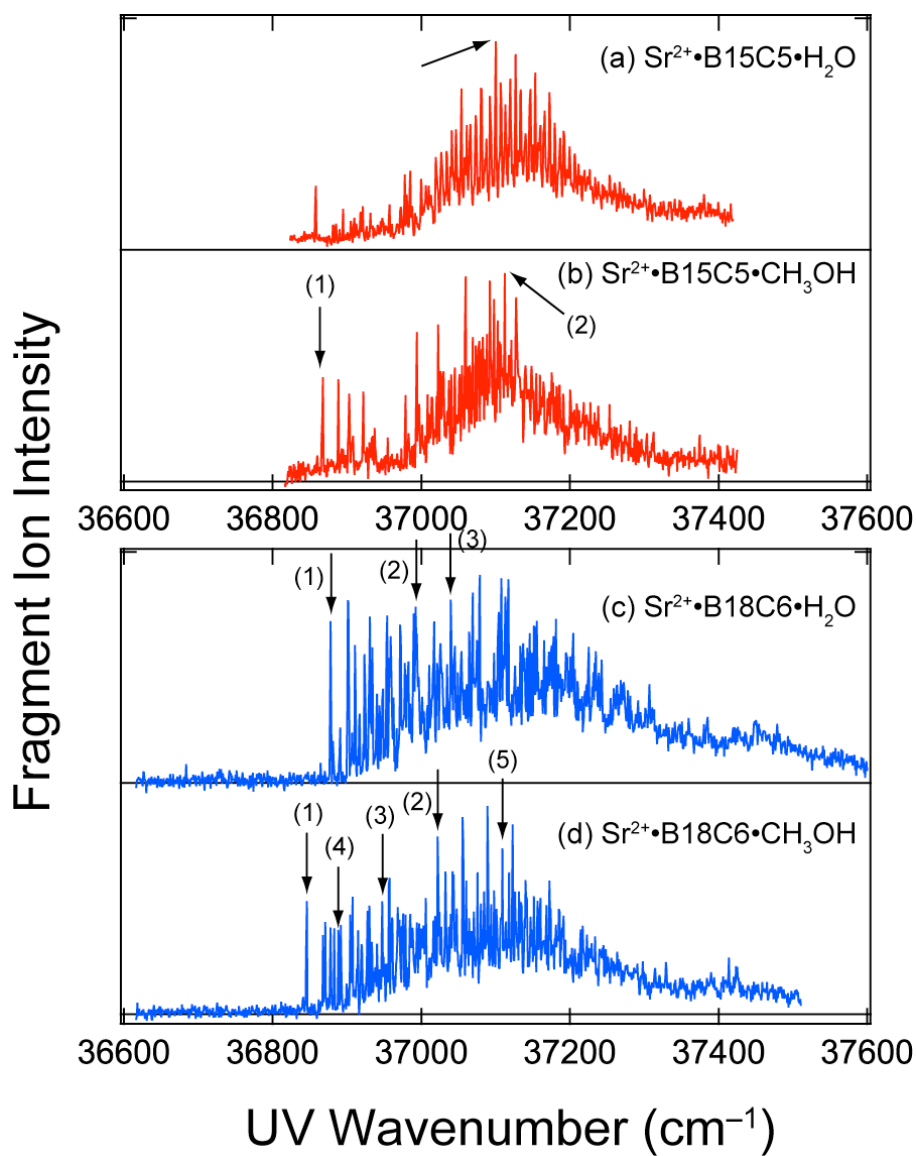 (a) Sr²⁺•B15C5•H₂O
(b) Sr²⁺•B15C5•CH₃OH
(1)
(2)
36600 36800 37000 37200 37400 37600
(3)
(1) (2)
(c) Sr²⁺•B18C6•H₂O
(5)
(1) (3) (2)
(4)
(d) Sr²⁺•B18C6•CH₃OH
36600 36800 37000 37200 37400 37600
UV Wavenumber (cm⁻¹)
Fragment Ion Intensity